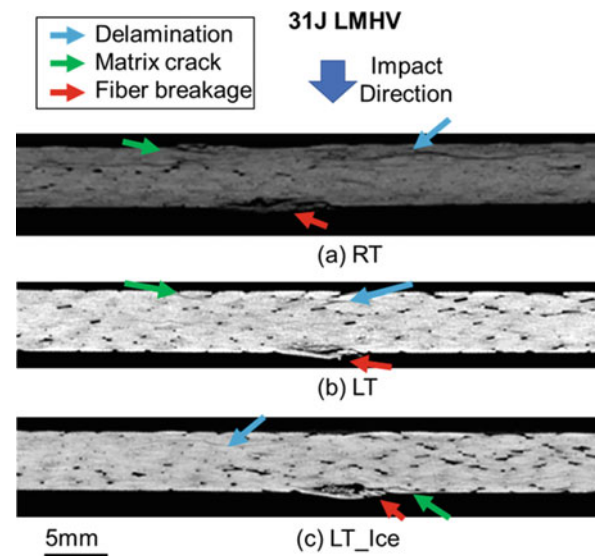 31J LMHV
Delamination
Matrix crack
Fiber breakage
Impact
Direction
(a) RT
(b) LT
(c) LT_Ice
5mm